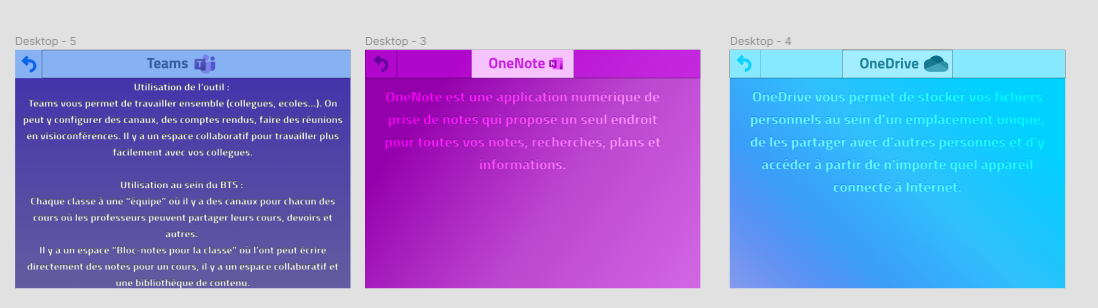 Desktop - 5
Teams
Utilisation de l'outil :
Teams vous permet de travailler ensemble (collegues, ecoles...). On
peut y configurer des canaux, des comptes rendus, faire des réunions
en visioconférences. Il y a un espace collaboratif pour travailler plus
facilement avec vos collegues.
Utilisation au sein du BTS :
Chaque classe à une "équipe" où il y a des canaux pour chacun des
cours où les professeurs peuvent partager leurs cours, devoirs et
autres.
Il y a un espace "Bloc-notes pour la classe" où l'ont peut écrire
directement des notes pour un cours, il y a un espace collaboratif et
une bibliothèque de contenu.
Desktop - 3
OneNote
OneNote est une application numérique de
prise de notes qui propose un seul endroit
pour toutes vos notes, recherches, plans et
informations.
Desktop - 4
OneDrive
OneDrive vous permet de stocker vos fichiers
personnels au sein d'un emplacement unique,
de les partager avec d'autres personnes et d'y
accéder à partir de n'importe quel appareil
connecté à Internet.